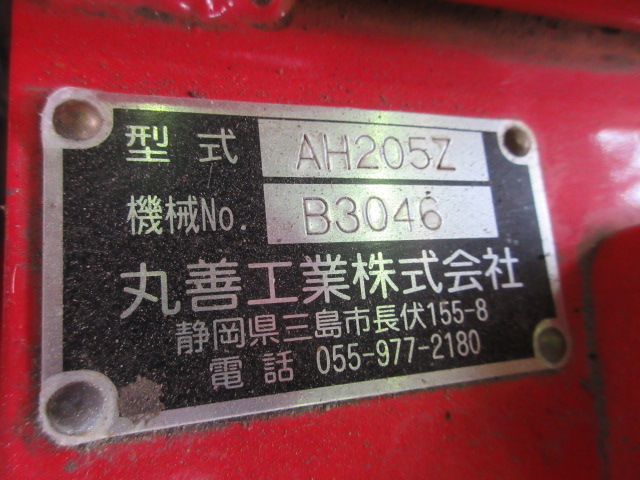 型式 AH205Z
機械No. B3046
丸善工業株式会社
静岡県三島市長伏155-8
電話 055-977-2180